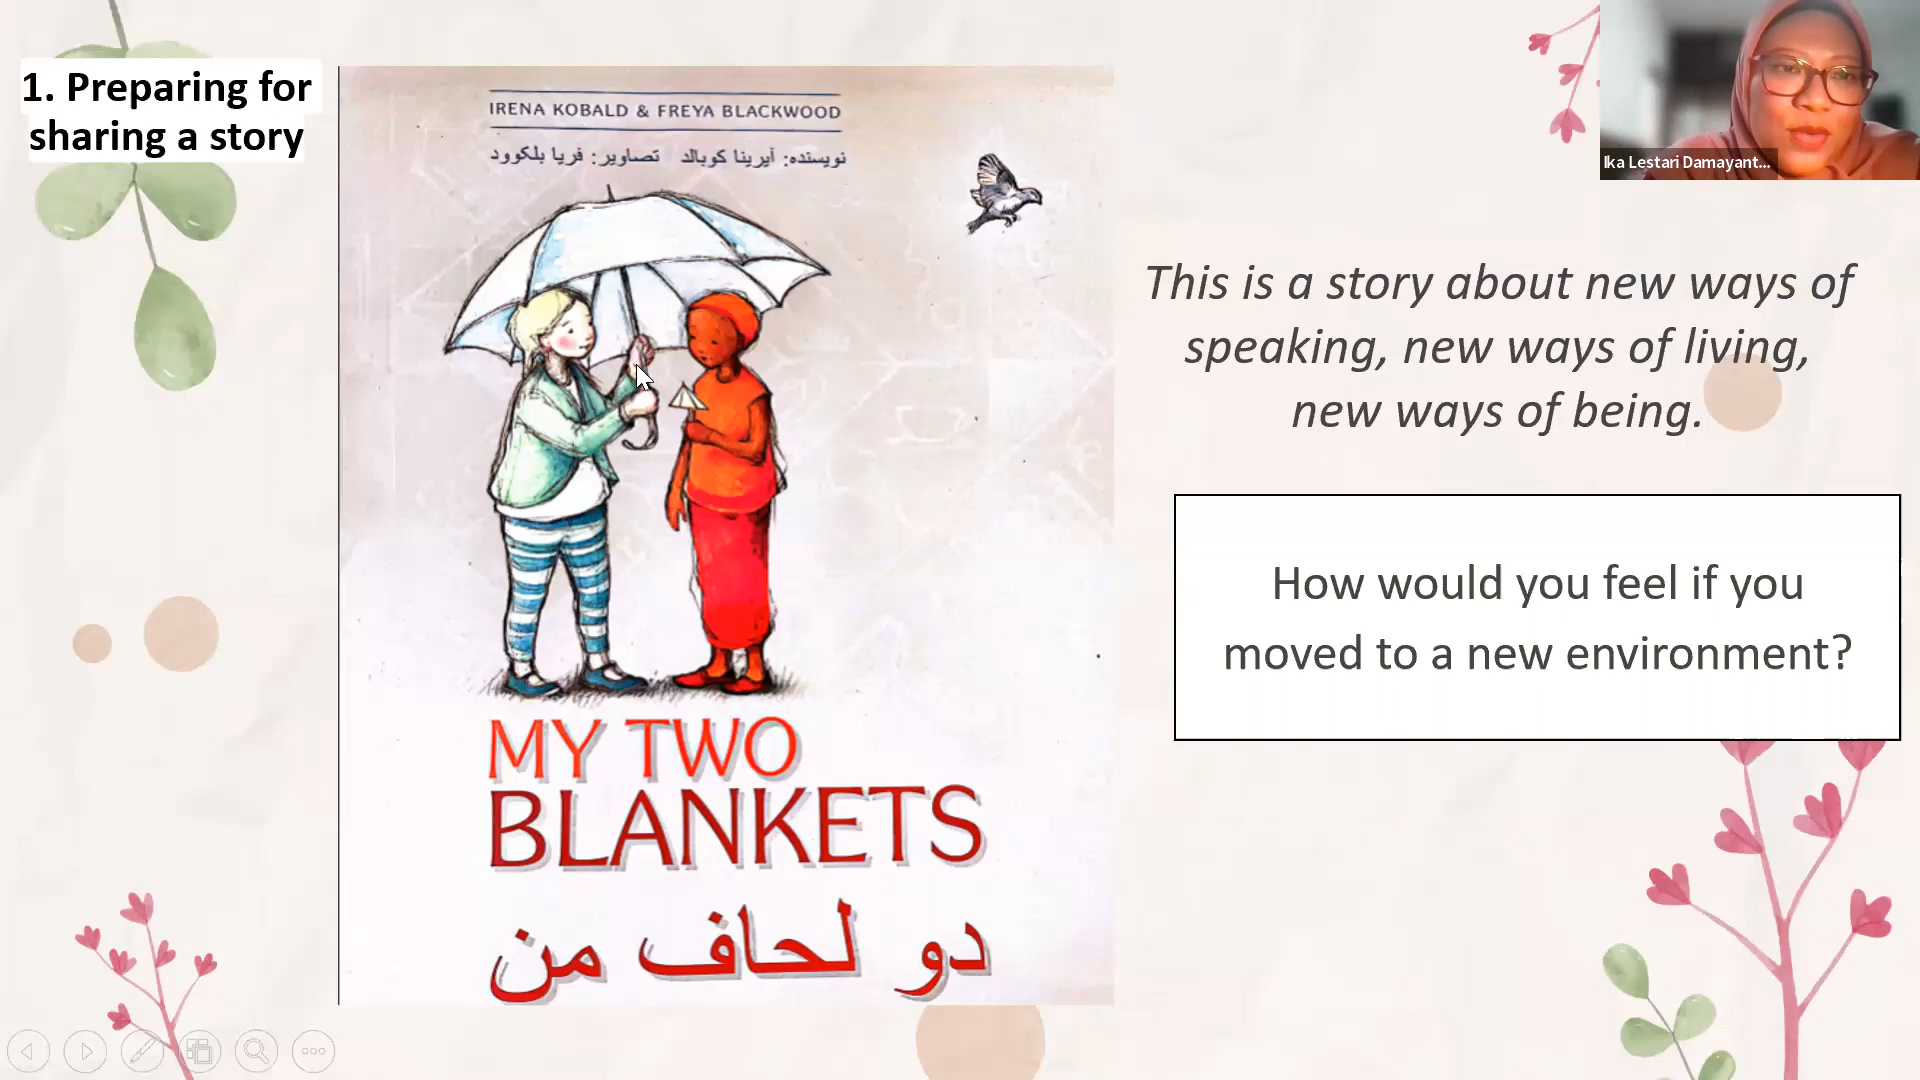 1. Preparing for
sharing a story
IRENA KOBALD & FREYA BLACKWOOD
نویسنده: آیرینا کوبالد تصاویر: فریا بلکوود
MY TWO
BLANKETS
دو لحاف من
Ika Lestari Damayant...
This is a story about new ways of
speaking, new ways of living,
new ways of being.
How would you feel if you
moved to a new environment?